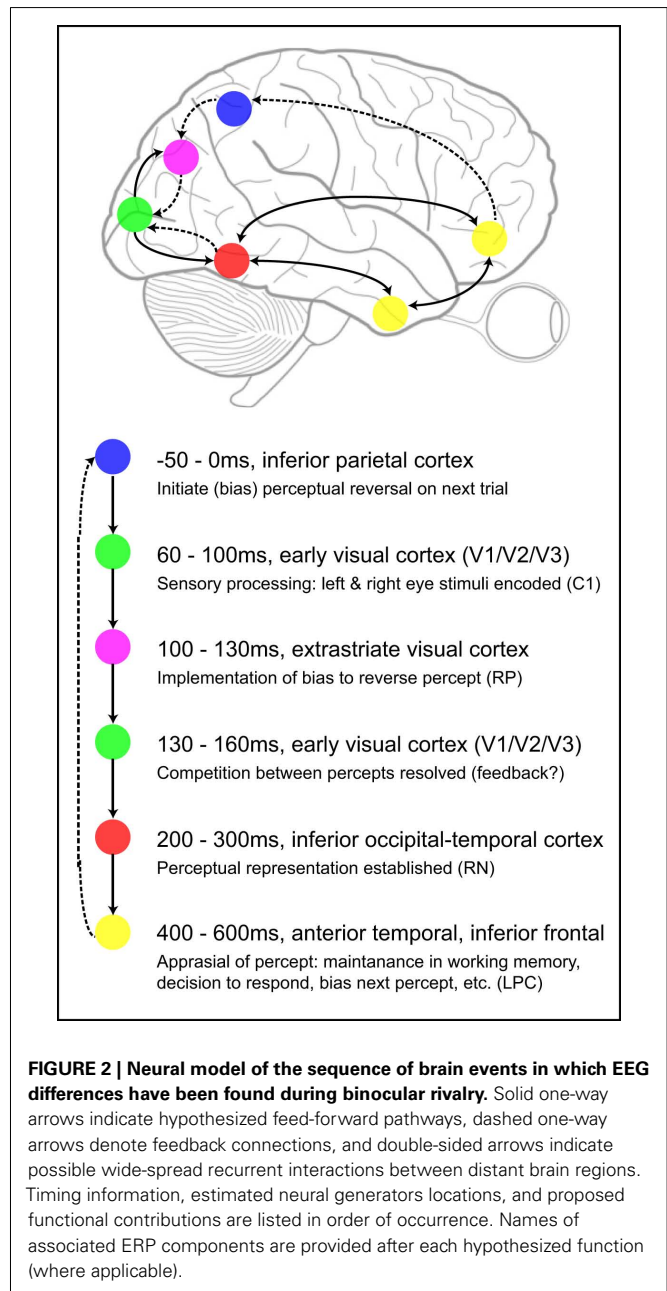 -50 - 0ms, inferior parietal cortex
Initiate (bias) perceptual reversal on next trial
60 - 100ms, early visual cortex (V1/V2/V3)
Sensory processing: left & right eye stimuli encoded (C1)
100 - 130ms, extrastriate visual cortex
Implementation of bias to reverse percept (RP)
130 - 160ms, early visual cortex (V1/V2/V3)
Competition between percepts resolved (feedback?)
200 - 300ms, inferior occipital-temporal cortex
Perceptual representation established (RN)
400 - 600ms, anterior temporal, inferior frontal
Apprasial of percept: maintanance in working memory,
decision to respond, bias next percept, etc. (LPC)
FIGURE 2 | Neural model of the sequence of brain events in which EEG
differences have been found during binocular rivalry. Solid one-way
arrows indicate hypothesized feed-forward pathways, dashed one-way
arrows denote feedback connections, and double-sided arrows indicate
possible wide-spread recurrent interactions between distant brain regions.
Timing information, estimated neural generators locations, and proposed
functional contributions are listed in order of occurrence. Names of
associated ERP components are provided after each hypothesized function
(where applicable).